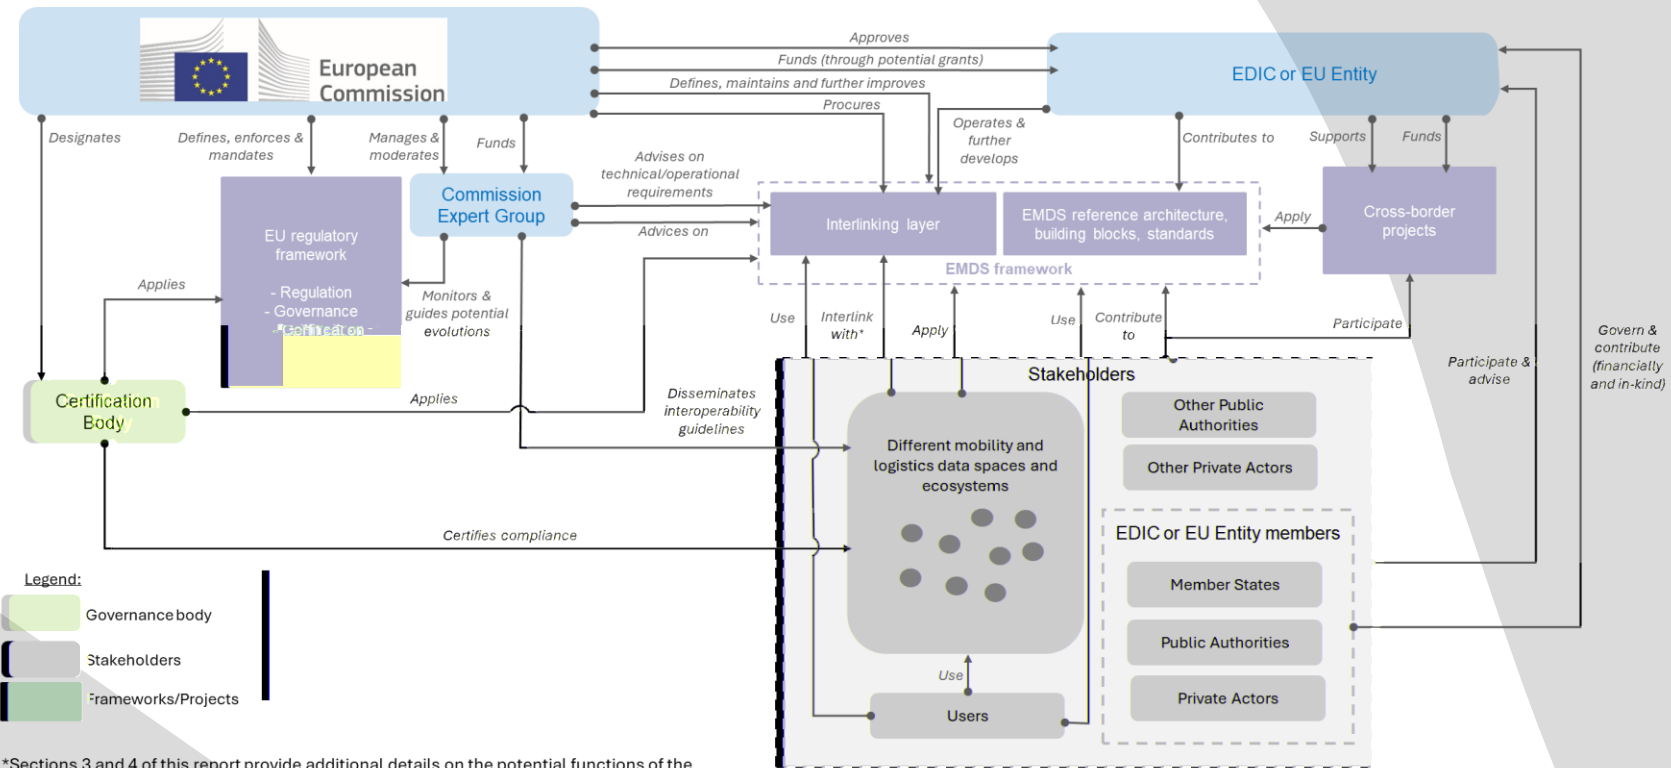 European
Commission
Approves
Funds (through potential grants)
Defines, maintains and further improves
Procures
EDIC or EU Entity
Designates
Defines, enforces &
mandates
Manages &
moderates
Funds
Advises on
technical/operational
requirements
Operates &
further
develops
Contributes to
Supports
Funds
Commission
Expert Group
Advices on
Interlinking layer
EMDS reference architecture,
building blocks, standards
EMDS framework
Apply
Cross-border
projects
EU regulatory
framework
- Regulation
- Governance
Applies
Monitors &
guides potential
evolutions
Use
Interlink
with*
Apply
Use
Contribute
to
Participate
Participate &
advise
Govern &
contribute
(financially
and in-kind)
Certification
Body
Applies
Disseminates
interoperability
guidelines
Stakeholders
Different mobility and
logistics data spaces and
ecosystems
Other Public
Authorities
Other Private Actors
EDIC or EU Entity members
Member States
Public Authorities
Private Actors
Certifies compliance
Use
Users
Legend:
Governance body
Stakeholders
Frameworks/Projects
*Sections 3 and 4 of this report provide additional details on the potential functions of the